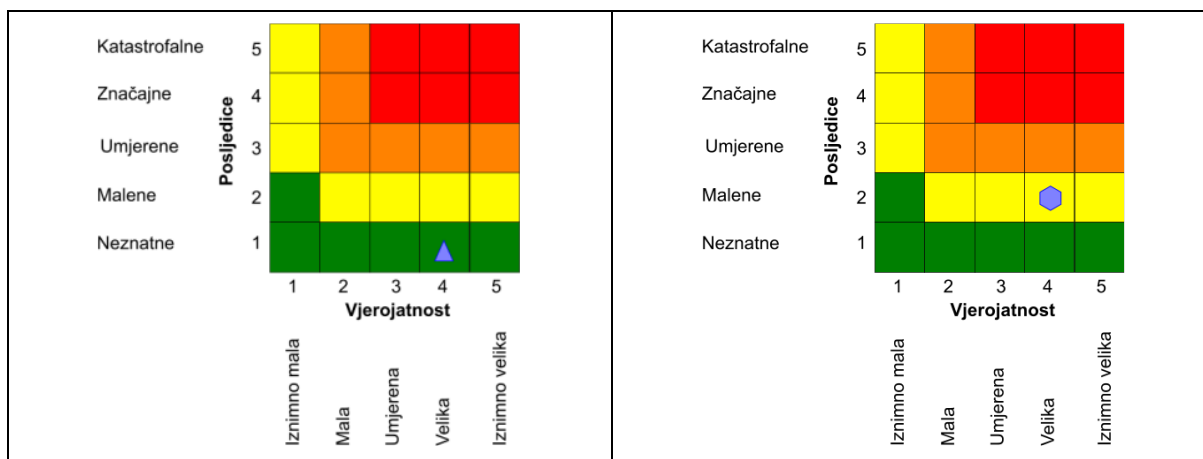 Katastrofalne 5
Značajne 4
Umjerene 3
Malene 2
Neznatne 1
Posljedice
1 2 3 4 5
Vjerojatnost
Iznimno mala
Mala
Umjerena
Velika
Iznimno velika
Katastrofalne 5
Značajne 4
Umjerene 3
Malene 2
Neznatne 1
Posljedice
1 2 3 4 5
Vjerojatnost
Iznimno mala
Mala
Umjerena
Velika
Iznimno velika